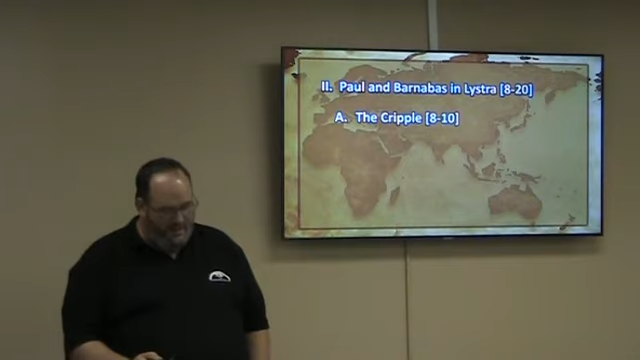 II. Paul and Barnabas in Lystra [8-20]
A. The Cripple [8-10]